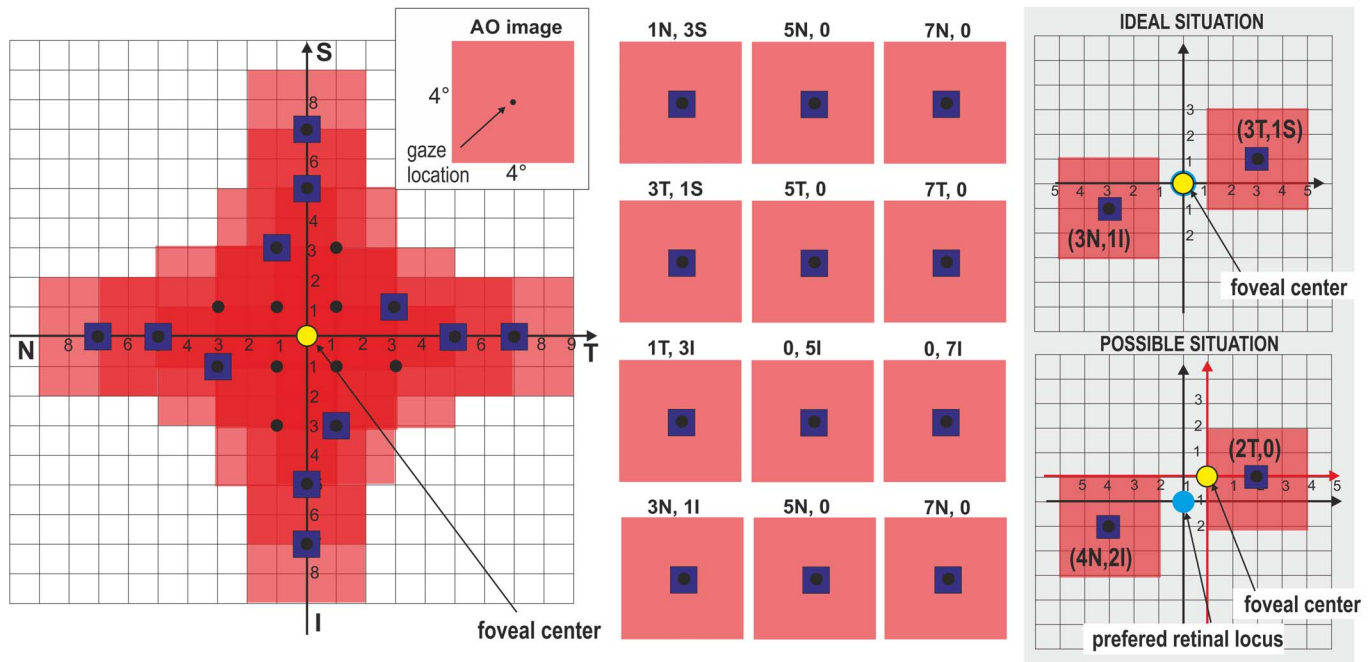 S
8
6
4
3
2
1
N
8
6
4
3
2
1
1
2
4
6
8
9
T
1
2
3
4
5
6
8
I
foveal center
AO image
4°
gaze
location
4°
1N, 3S
5N, 0
7N, 0
3T, 1S
5T, 0
7T, 0
1T, 3I
0, 5I
0, 7I
3N, 1I
5N, 0
7N, 0
IDEAL SITUATION
3
2
1
(3T,1S)
5 4 3 2 1
1 2 3 4 5
1
2
(3N,1I)
foveal center
POSSIBLE SITUATION
3
2
1
(2T,0)
5 4 3 2 1
1 2 3 4 5
1
2
(4N,2I)
foveal center
prefered retinal locus